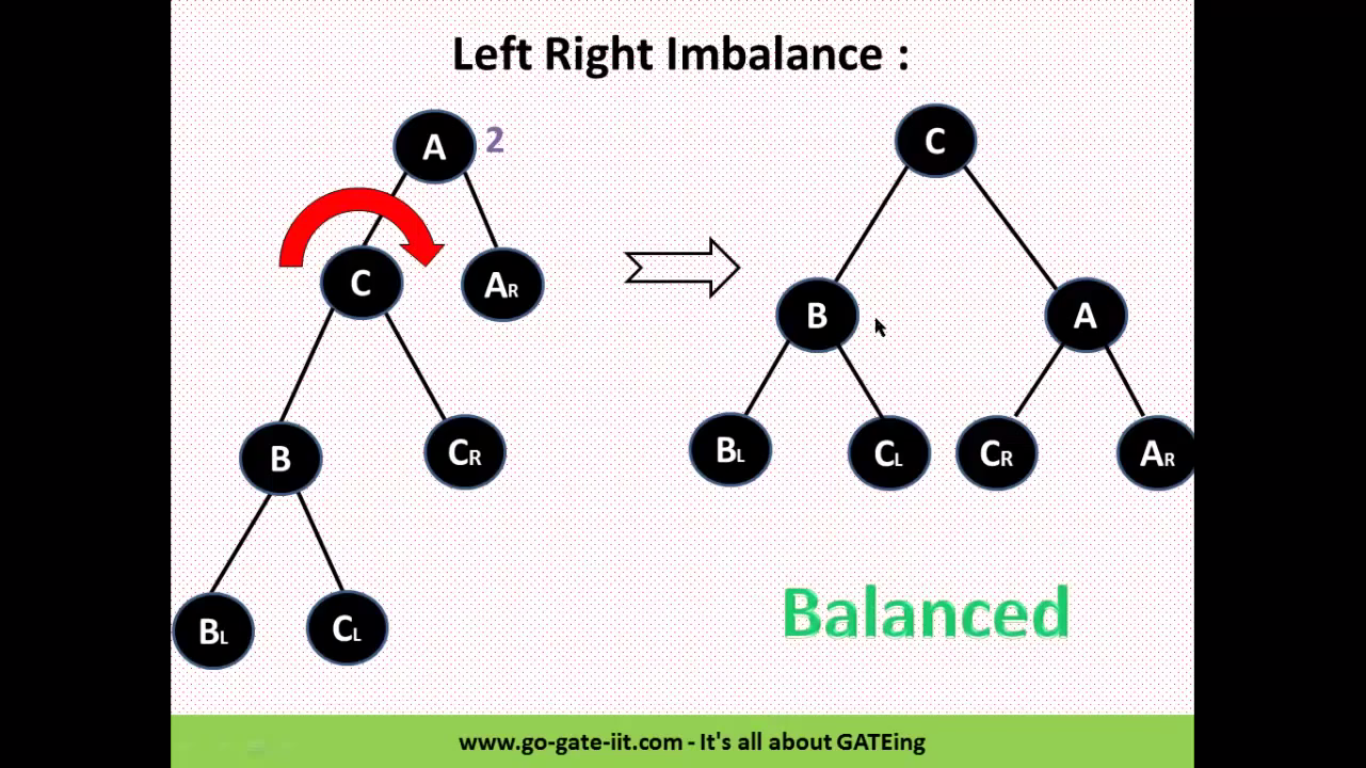 Left Right Imbalance :
A 2
C AR
B CR
BL CL
C
B A
BL CL CR AR
Balanced
www.go-gate-iit.com - It's all about GATEing